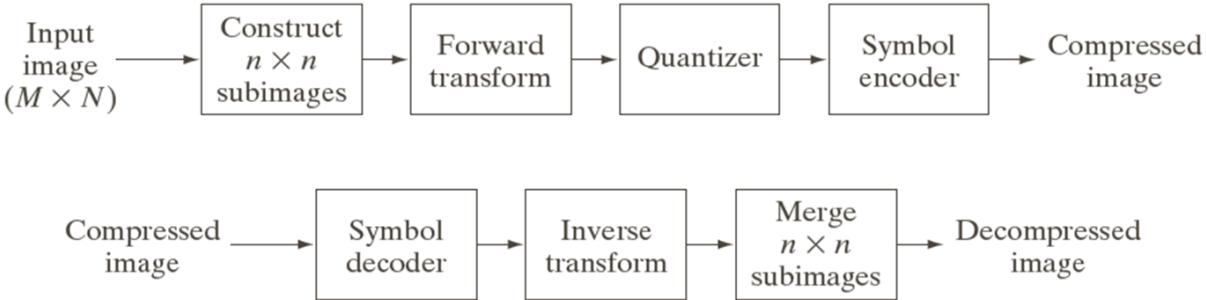 Input
image
(M × N)
Construct
n × n
subimages
Forward
transform
Quantizer
Symbol
encoder
Compressed
image
Compressed
image
Symbol
decoder
Inverse
transform
Merge
n × n
subimages
Decompressed
image